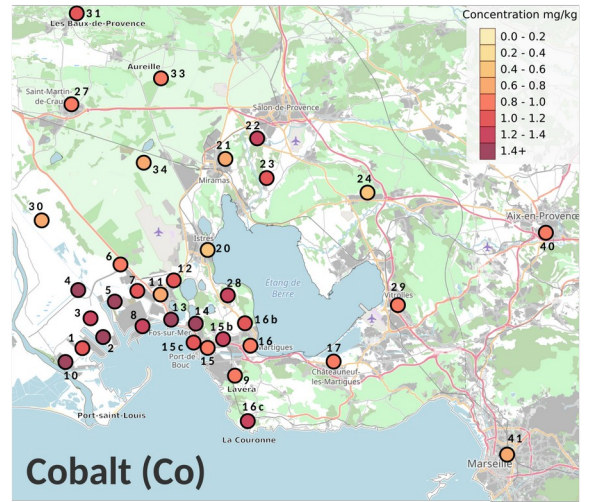 Concentration mg/kg
0.0 - 0.2
0.2 - 0.4
0.4 - 0.6
0.6 - 0.8
0.8 - 1.0
1.0 - 1.2
1.2 - 1.4
1.4+
31
Les Baux-de-Provence
Aureille
33
27
Saint-Martin-
de-Crau
Salon-de-Provence
22
21
34
23
Miramas
24
30
Aix-en-Provence
40
Istres
20
6
12
4
7
11
28
5
Étang de
Berre
29
Vitrolles
3
13
14
16b
8
Fos-sur-Mer
15b
1
2
15c
15
16
Martigues
Port-de-
Bouc
10
17
Châteauneuf-
les-Martigues
9
Lavéra
16c
Port-saint-Louis
La Couronne
41
Marseille
Cobalt (Co)